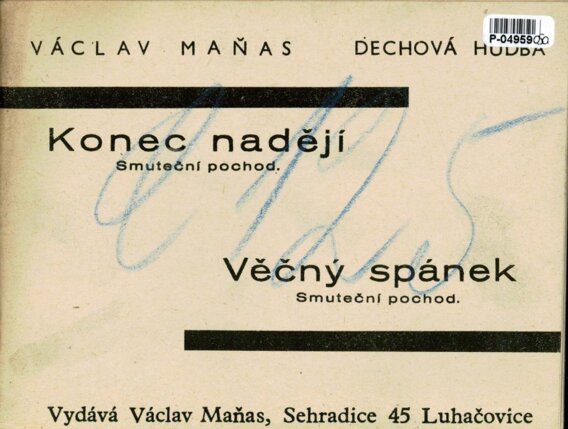 P-04959
VÁCLAV MAŇAS DECHOVÁ HUDBA
Konec nadějí
Smuteční pochod.
Věčný spánek
Smuteční pochod.
Vydává Václav Maňas, Sehradice 45 Luhačovice